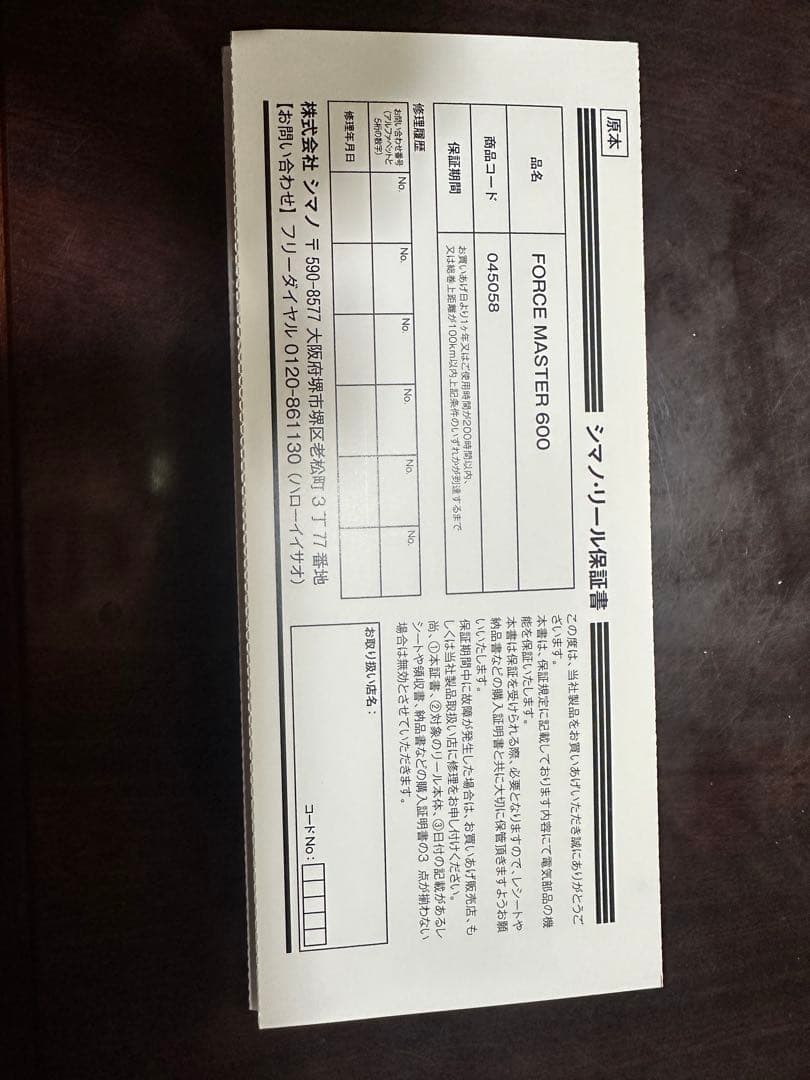 原本
シマノ・リール保証書
品名 FORCE MASTER 600
商品コード 045058
保証期間 お買いあげ日より1ヶ年又はご使用時間が200時間以内、
又は総巻上距離が100km以内上記条件のいずれかが到達するまで
修理履歴
お問い合わせ番号
(アルファベットと
5桁の数字)
No. No. No. No. No. No.
修理年月日
株式会社 シマノ 〒590-8577 大阪府堺市堺区老松町3丁77番地
【お問い合わせ】フリーダイヤル 0120-861130(ハローイイサオ)
この度は、当社製品をお買いあげいただき誠にありがとうご
ざいます。
本書は、保証規定に記載しております内容にて電気部品の機
能を保証いたします。
本書は保証を受けられる際、必要となりますので、レシートや
納品書などの購入証明書と共に大切に保管頂きますようお願
いいたします。
保証期間中に故障が発生した場合は、お買いあげ販売店、も
しくは当社製品取扱い店に修理をお申し付けください。
尚、①本証書、②対象のリール本体、③日付の記載があるレ
シートや領収書、納品書などの購入証明書の3 点が揃わない
場合は無効とさせていただきます。
お取り扱い店名：
コードNo：